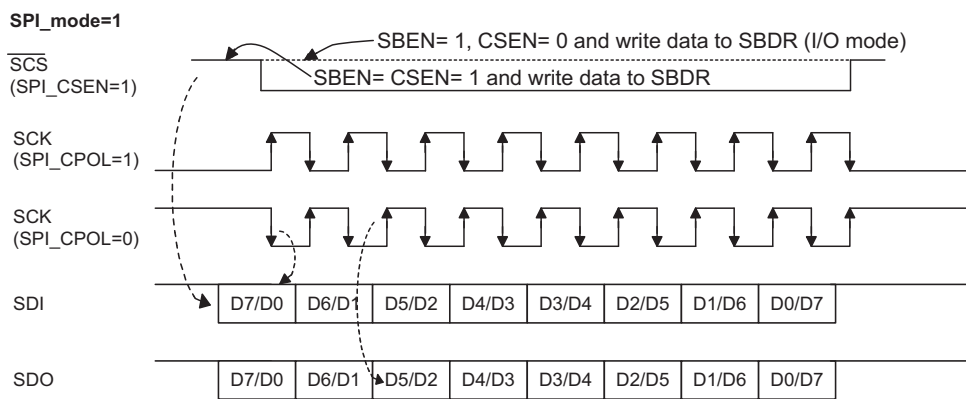 SPI_mode=1
SBEN= 1, CSEN= 0 and write data to SBDR (I/O mode)
SCS
(SPI_CSEN=1)
SBEN= CSEN= 1 and write data to SBDR
SCK
(SPI_CPOL=1)
SCK
(SPI_CPOL=0)
SDI D7/D0 D6/D1 D5/D2 D4/D3 D3/D4 D2/D5 D1/D6 D0/D7
SDO D7/D0 D6/D1 D5/D2 D4/D3 D3/D4 D2/D5 D1/D6 D0/D7